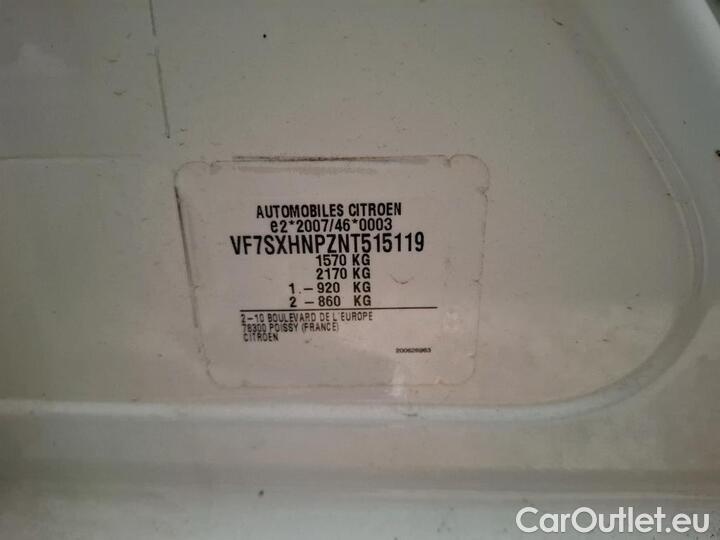 AUTOMOBILES CITROEN
e2*2007/46*0003
VF7SXHNPZNT515119
1570 KG
2170 KG
1.-920 KG
2 -860 KG
2-10 BOULEVARD DE L'EUROPE
78300 POISSY (FRANCE)
CITROEN
200626963
CarOutlet.eu